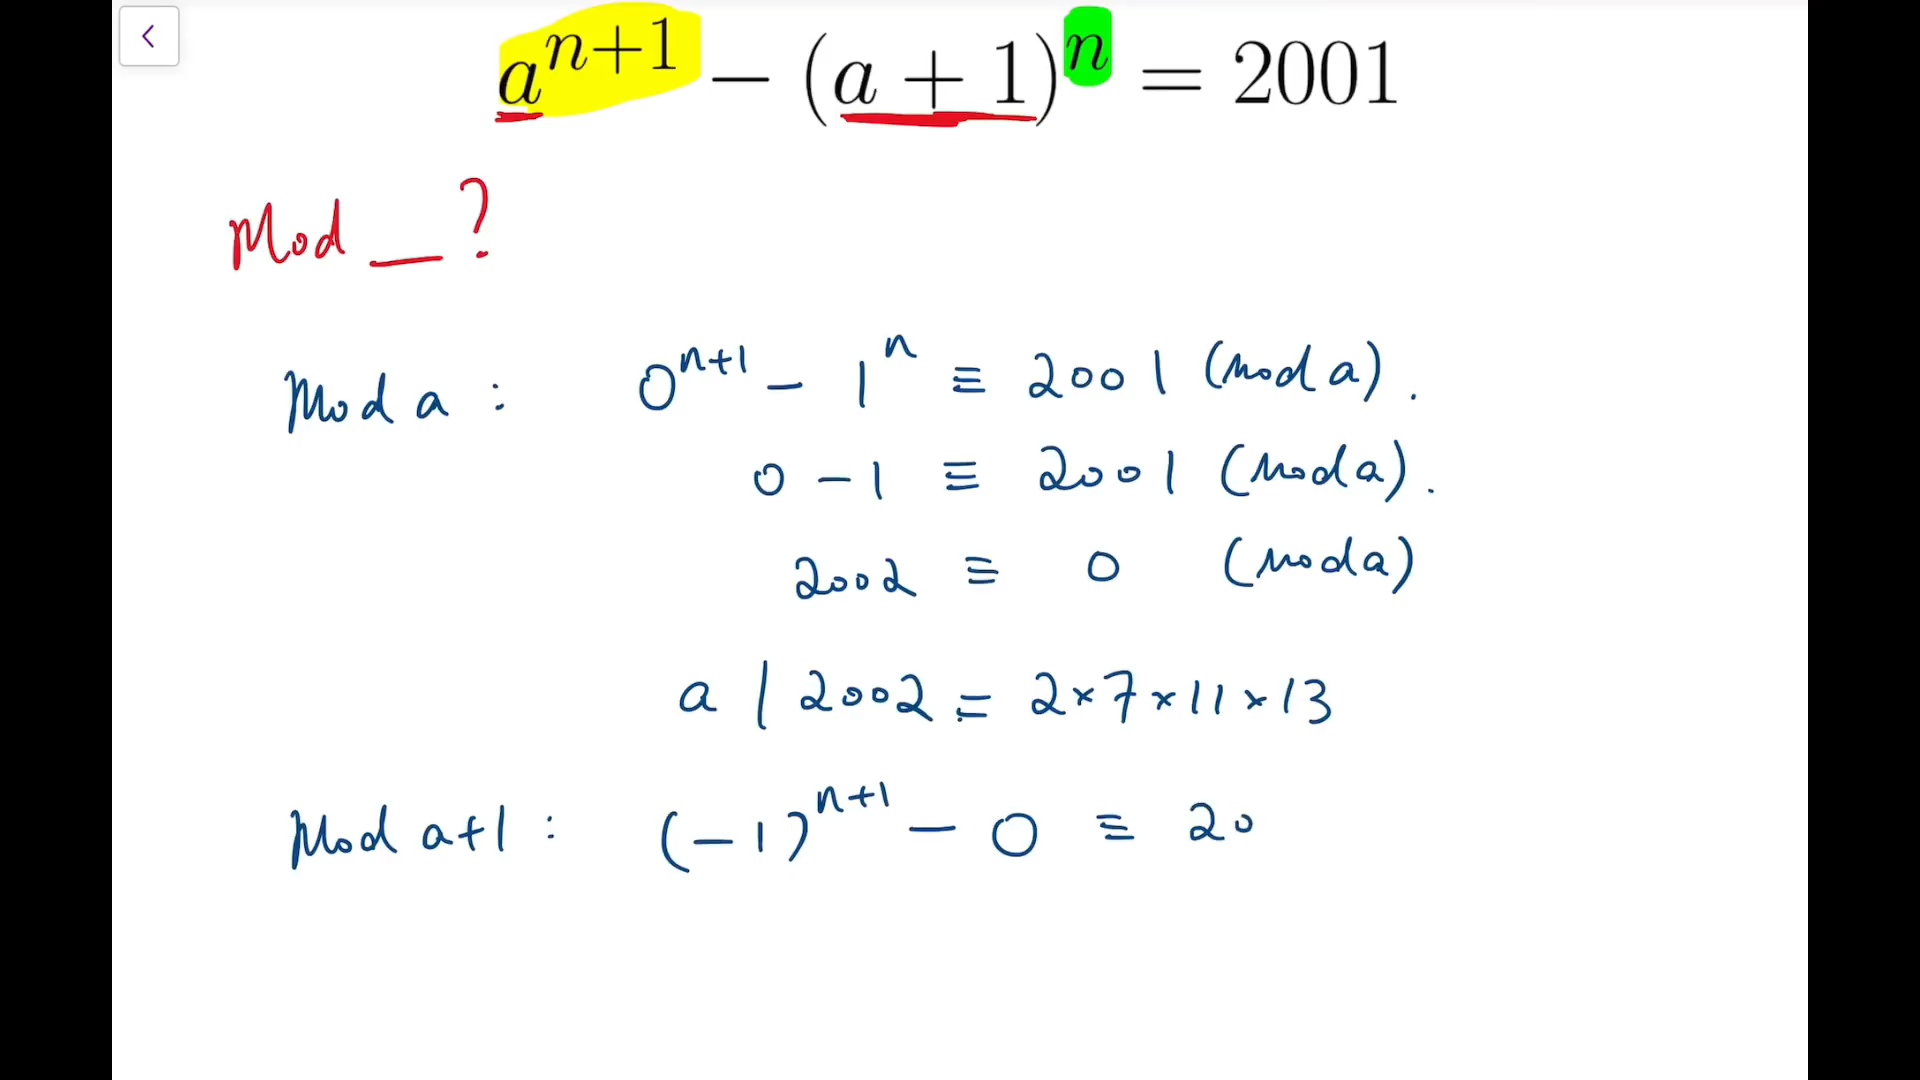 a^{n+1} − (a + 1)^n = 2001
Mod __ ?
Mod a : 0^{n+1} − 1^n ≡ 2001 (mod a).
0 − 1 ≡ 2001 (mod a).
2002 ≡ 0 (mod a)
a | 2002 = 2×7×11×13
Mod a+1 : (−1)^{n+1} − 0 ≡ 20